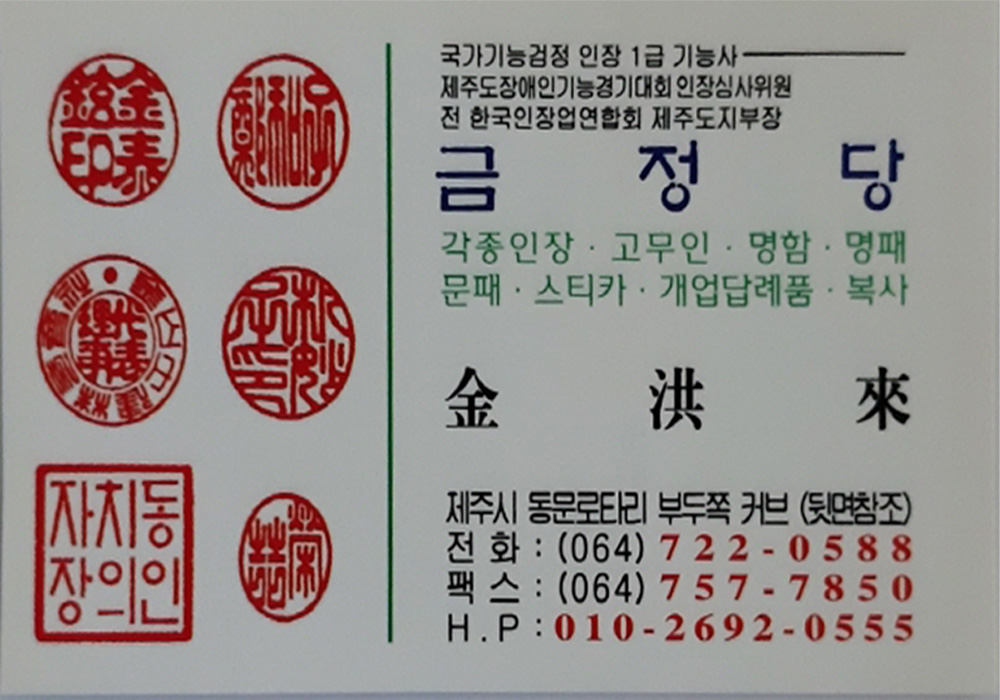 국가기능검정 인장 1급 기능사
제주도장애인기능경기대회 인장심사위원
전 한국인장업연합회 제주도지부장
금 정 당
각종인장 · 고무인 · 명함 · 명패
문패 · 스티카 · 개업답례품 · 복사
金 洪 來
제주시 동문로타리 부두쪽 커브 (뒷면참조)
전 화 : (064) 722-0588
팩 스 : (064) 757-7850
H.P : 010-2692-0555
자치동
장의인